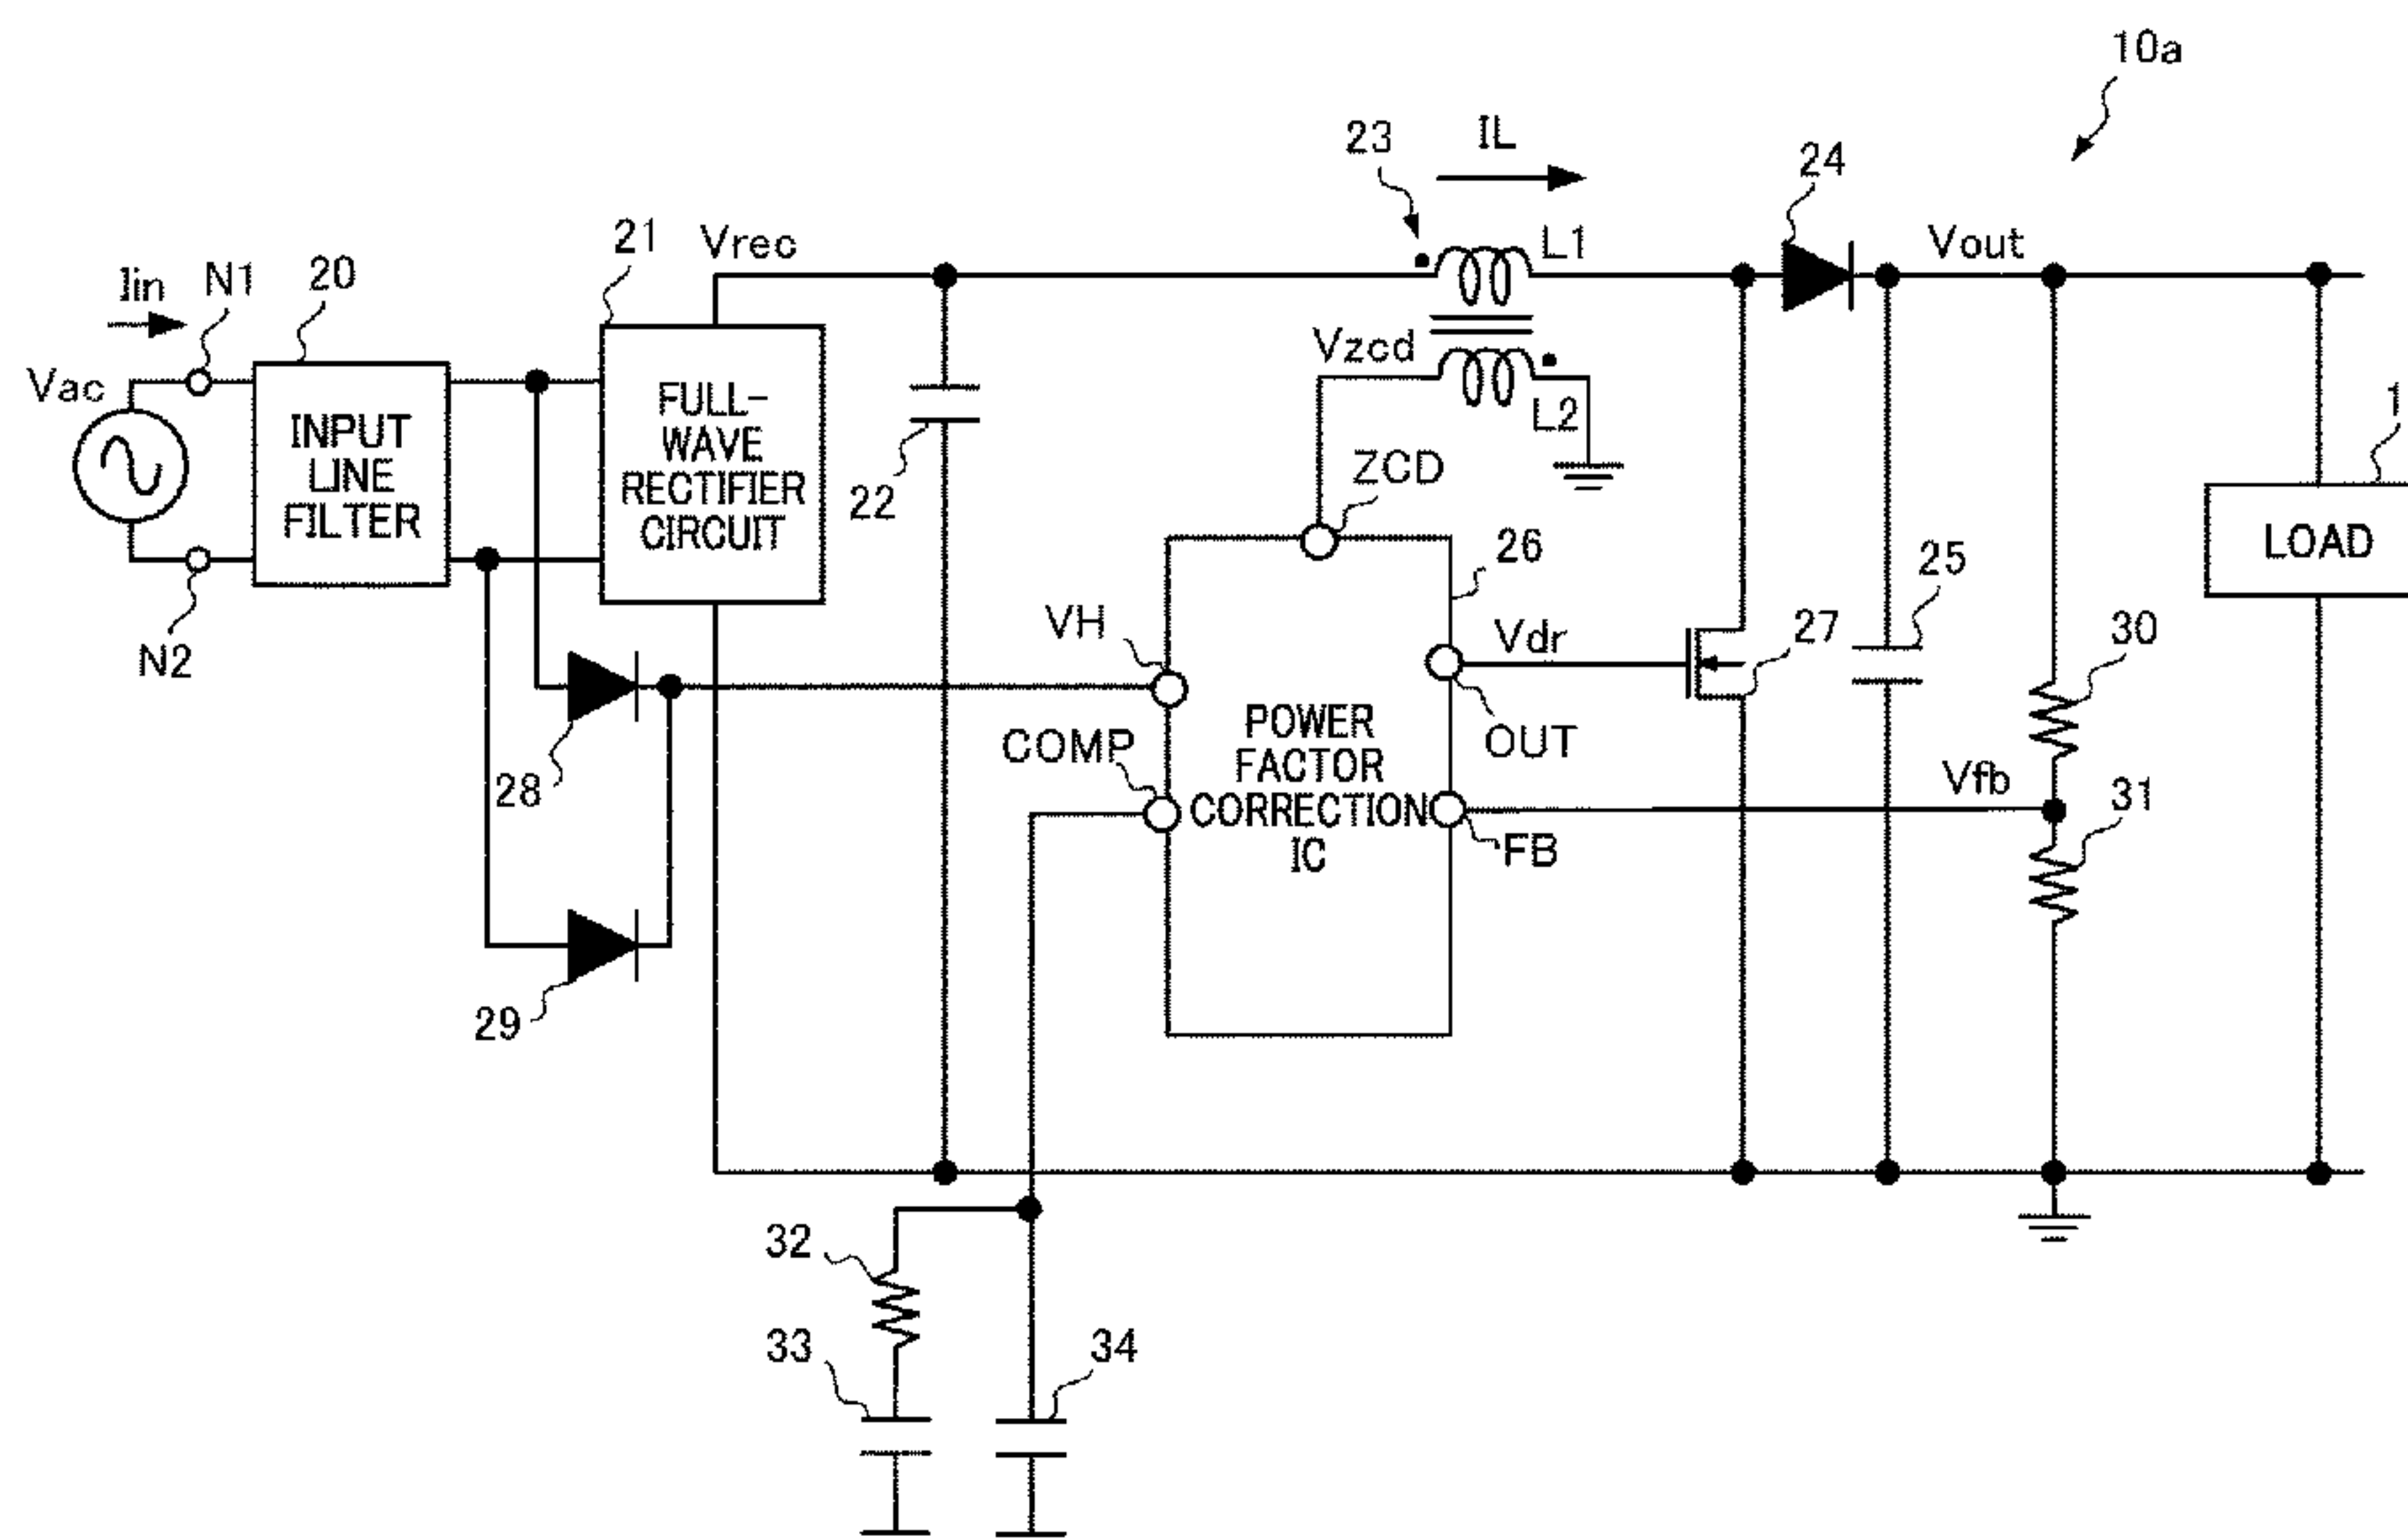 10a
23
IL
24
21
Vrec
L1
Vout
Iin
N1
20
Vac
Vzcd
L2
1
INPUT
LINE
FILTER
FULL-
WAVE
RECTIFIER
CIRCUIT
22
ZCD
LOAD
26
25
N2
VH
Vdr
27
30
COMP
POWER
FACTOR
CORRECTION
IC
OUT
28
Vfb
31
FB
29
32
33
34